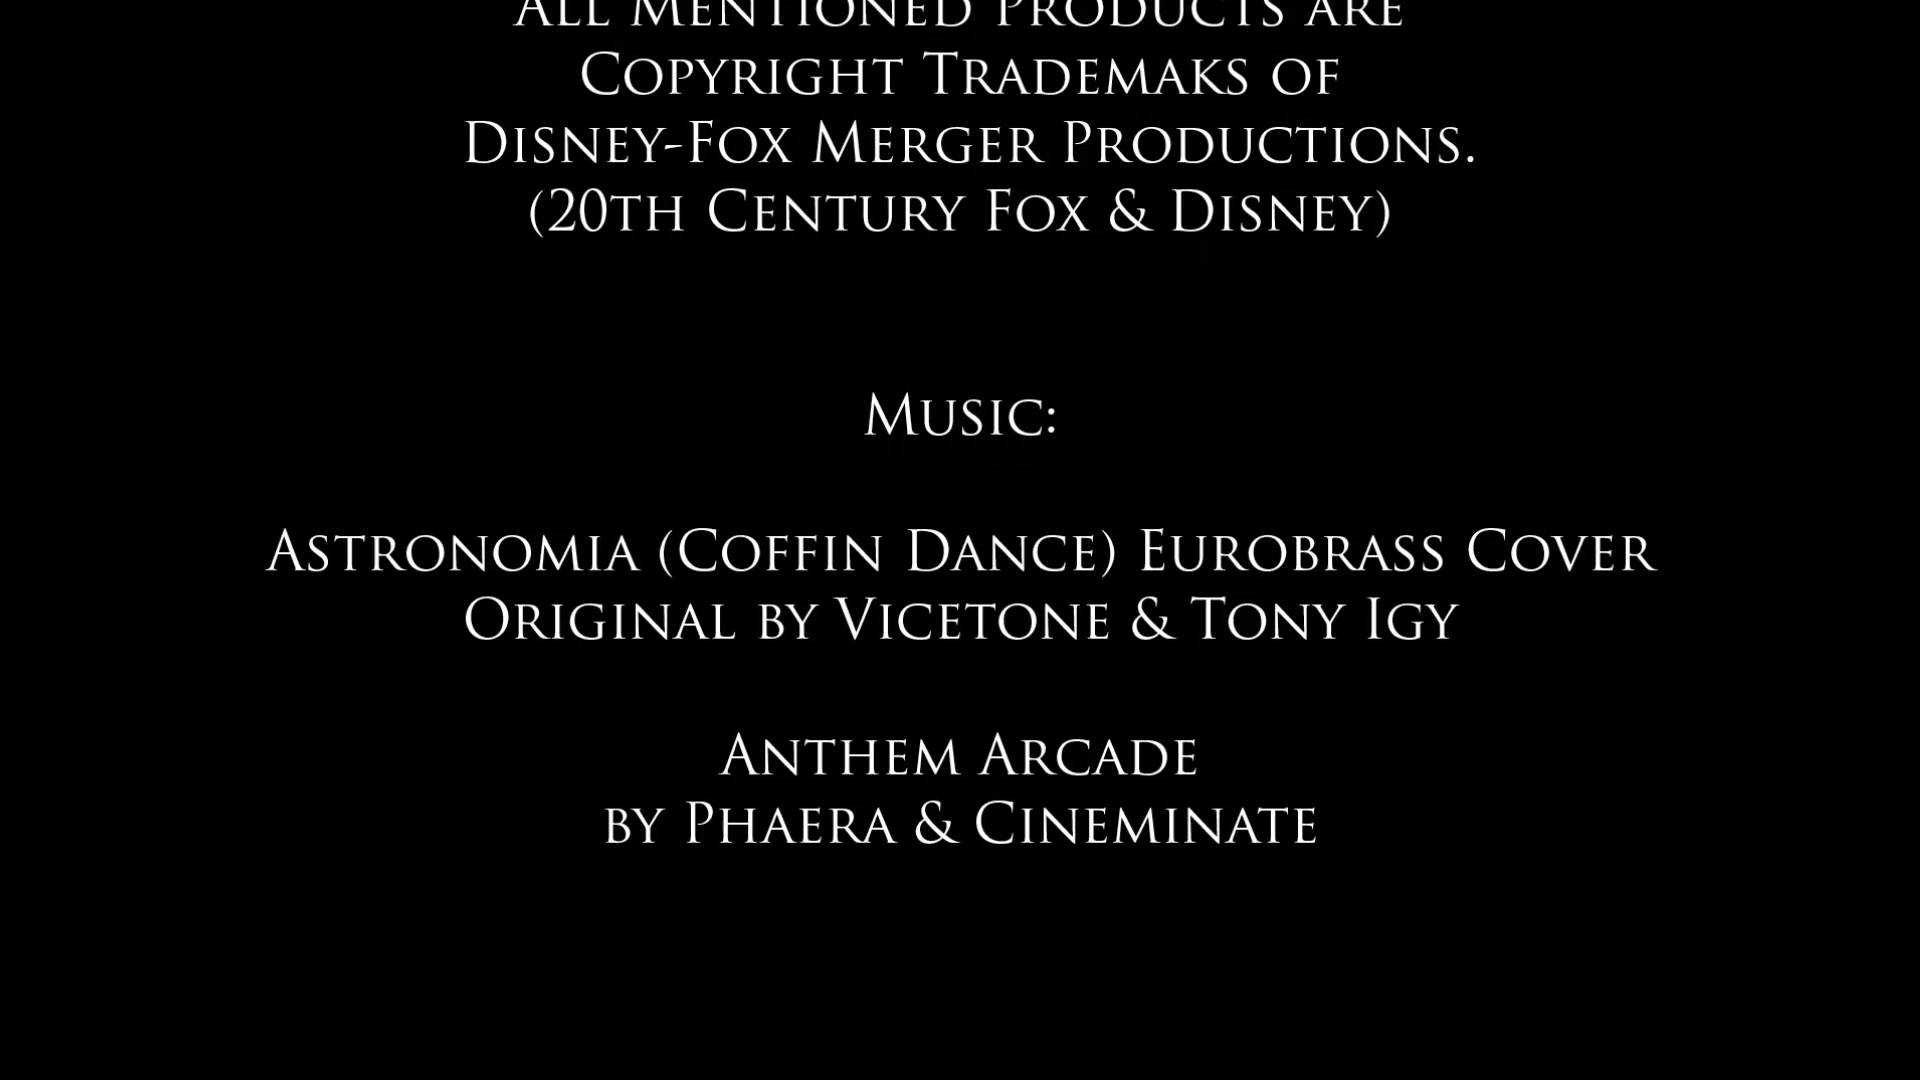 All Mentioned Products are
Copyright Trademaks of
Disney-Fox Merger Productions.
(20th Century Fox & Disney)
Music:
Astronomia (Coffin Dance) Eurobrass Cover
Original by Vicetone & Tony Igy
Anthem Arcade
by Phaera & Cineminate